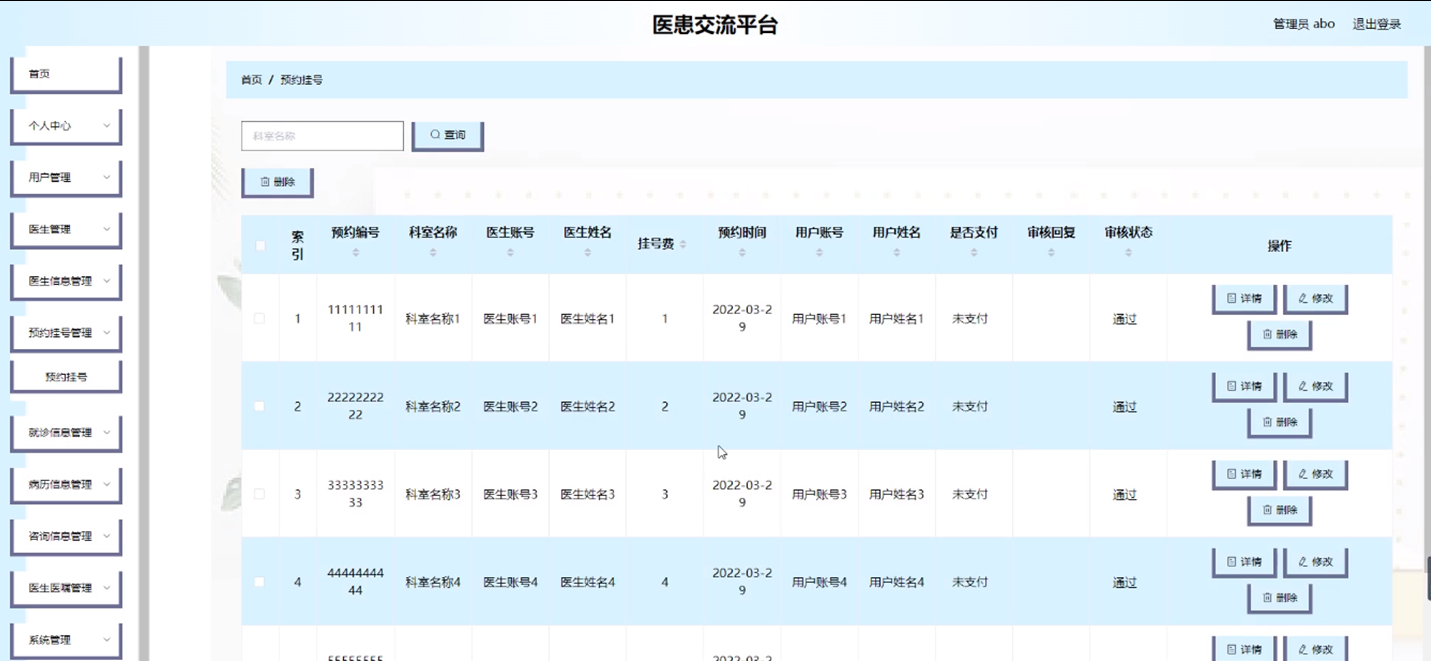 医患交流平台
管理员 abo 退出登录
首页
个人中心
用户管理
医生管理
医生信息管理
预约挂号管理
预约挂号
就诊信息管理
病历信息管理
咨询信息管理
医生医嘱管理
系统管理
首页 / 预约挂号
科室名称
查询
删除
索引 预约编号 科室名称 医生账号 医生姓名 挂号费 预约时间 用户账号 用户姓名 是否支付 审核回复 审核状态 操作
1 11111111111 科室名称1 医生账号1 医生姓名1 1 2022-03-29 用户账号1 用户姓名1 未支付 通过 详情 修改 删除
2 2222222222 科室名称2 医生账号2 医生姓名2 2 2022-03-29 用户账号2 用户姓名2 未支付 通过 详情 修改 删除
3 3333333333 科室名称3 医生账号3 医生姓名3 3 2022-03-29 用户账号3 用户姓名3 未支付 通过 详情 修改 删除
4 4444444444 科室名称4 医生账号4 医生姓名4 4 2022-03-29 用户账号4 用户姓名4 未支付 通过 详情 修改 删除
55555555 2022-03-2 详情 修改